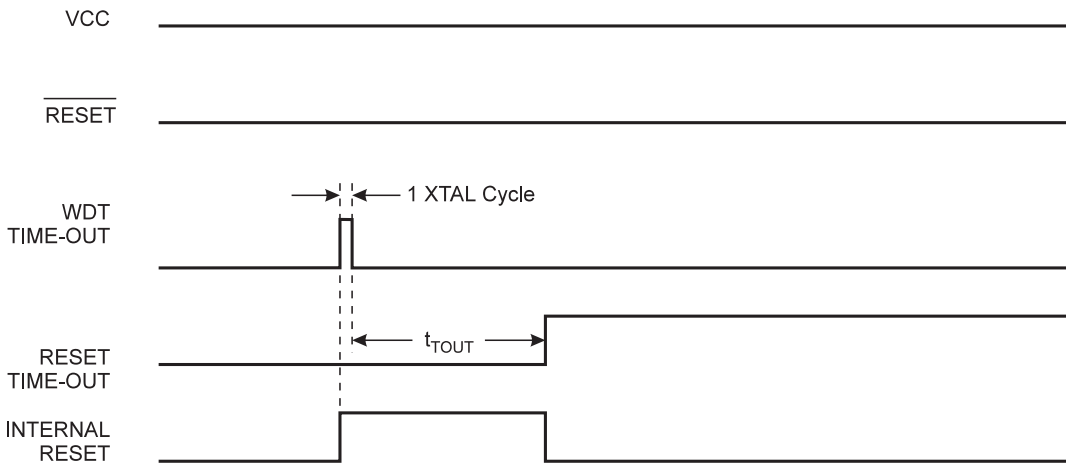 VCC
RESET
1 XTAL Cycle
WDT
TIME-OUT
tTOUT
RESET
TIME-OUT
INTERNAL
RESET